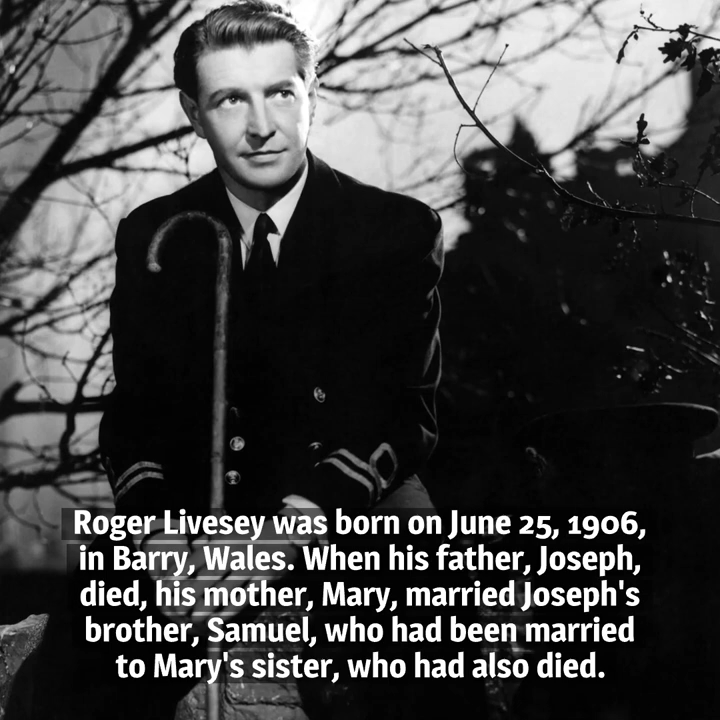 Roger Livesey was born on June 25, 1906,
in Barry, Wales. When his father, Joseph,
died, his mother, Mary, married Joseph's
brother, Samuel, who had been married
to Mary's sister, who had also died.